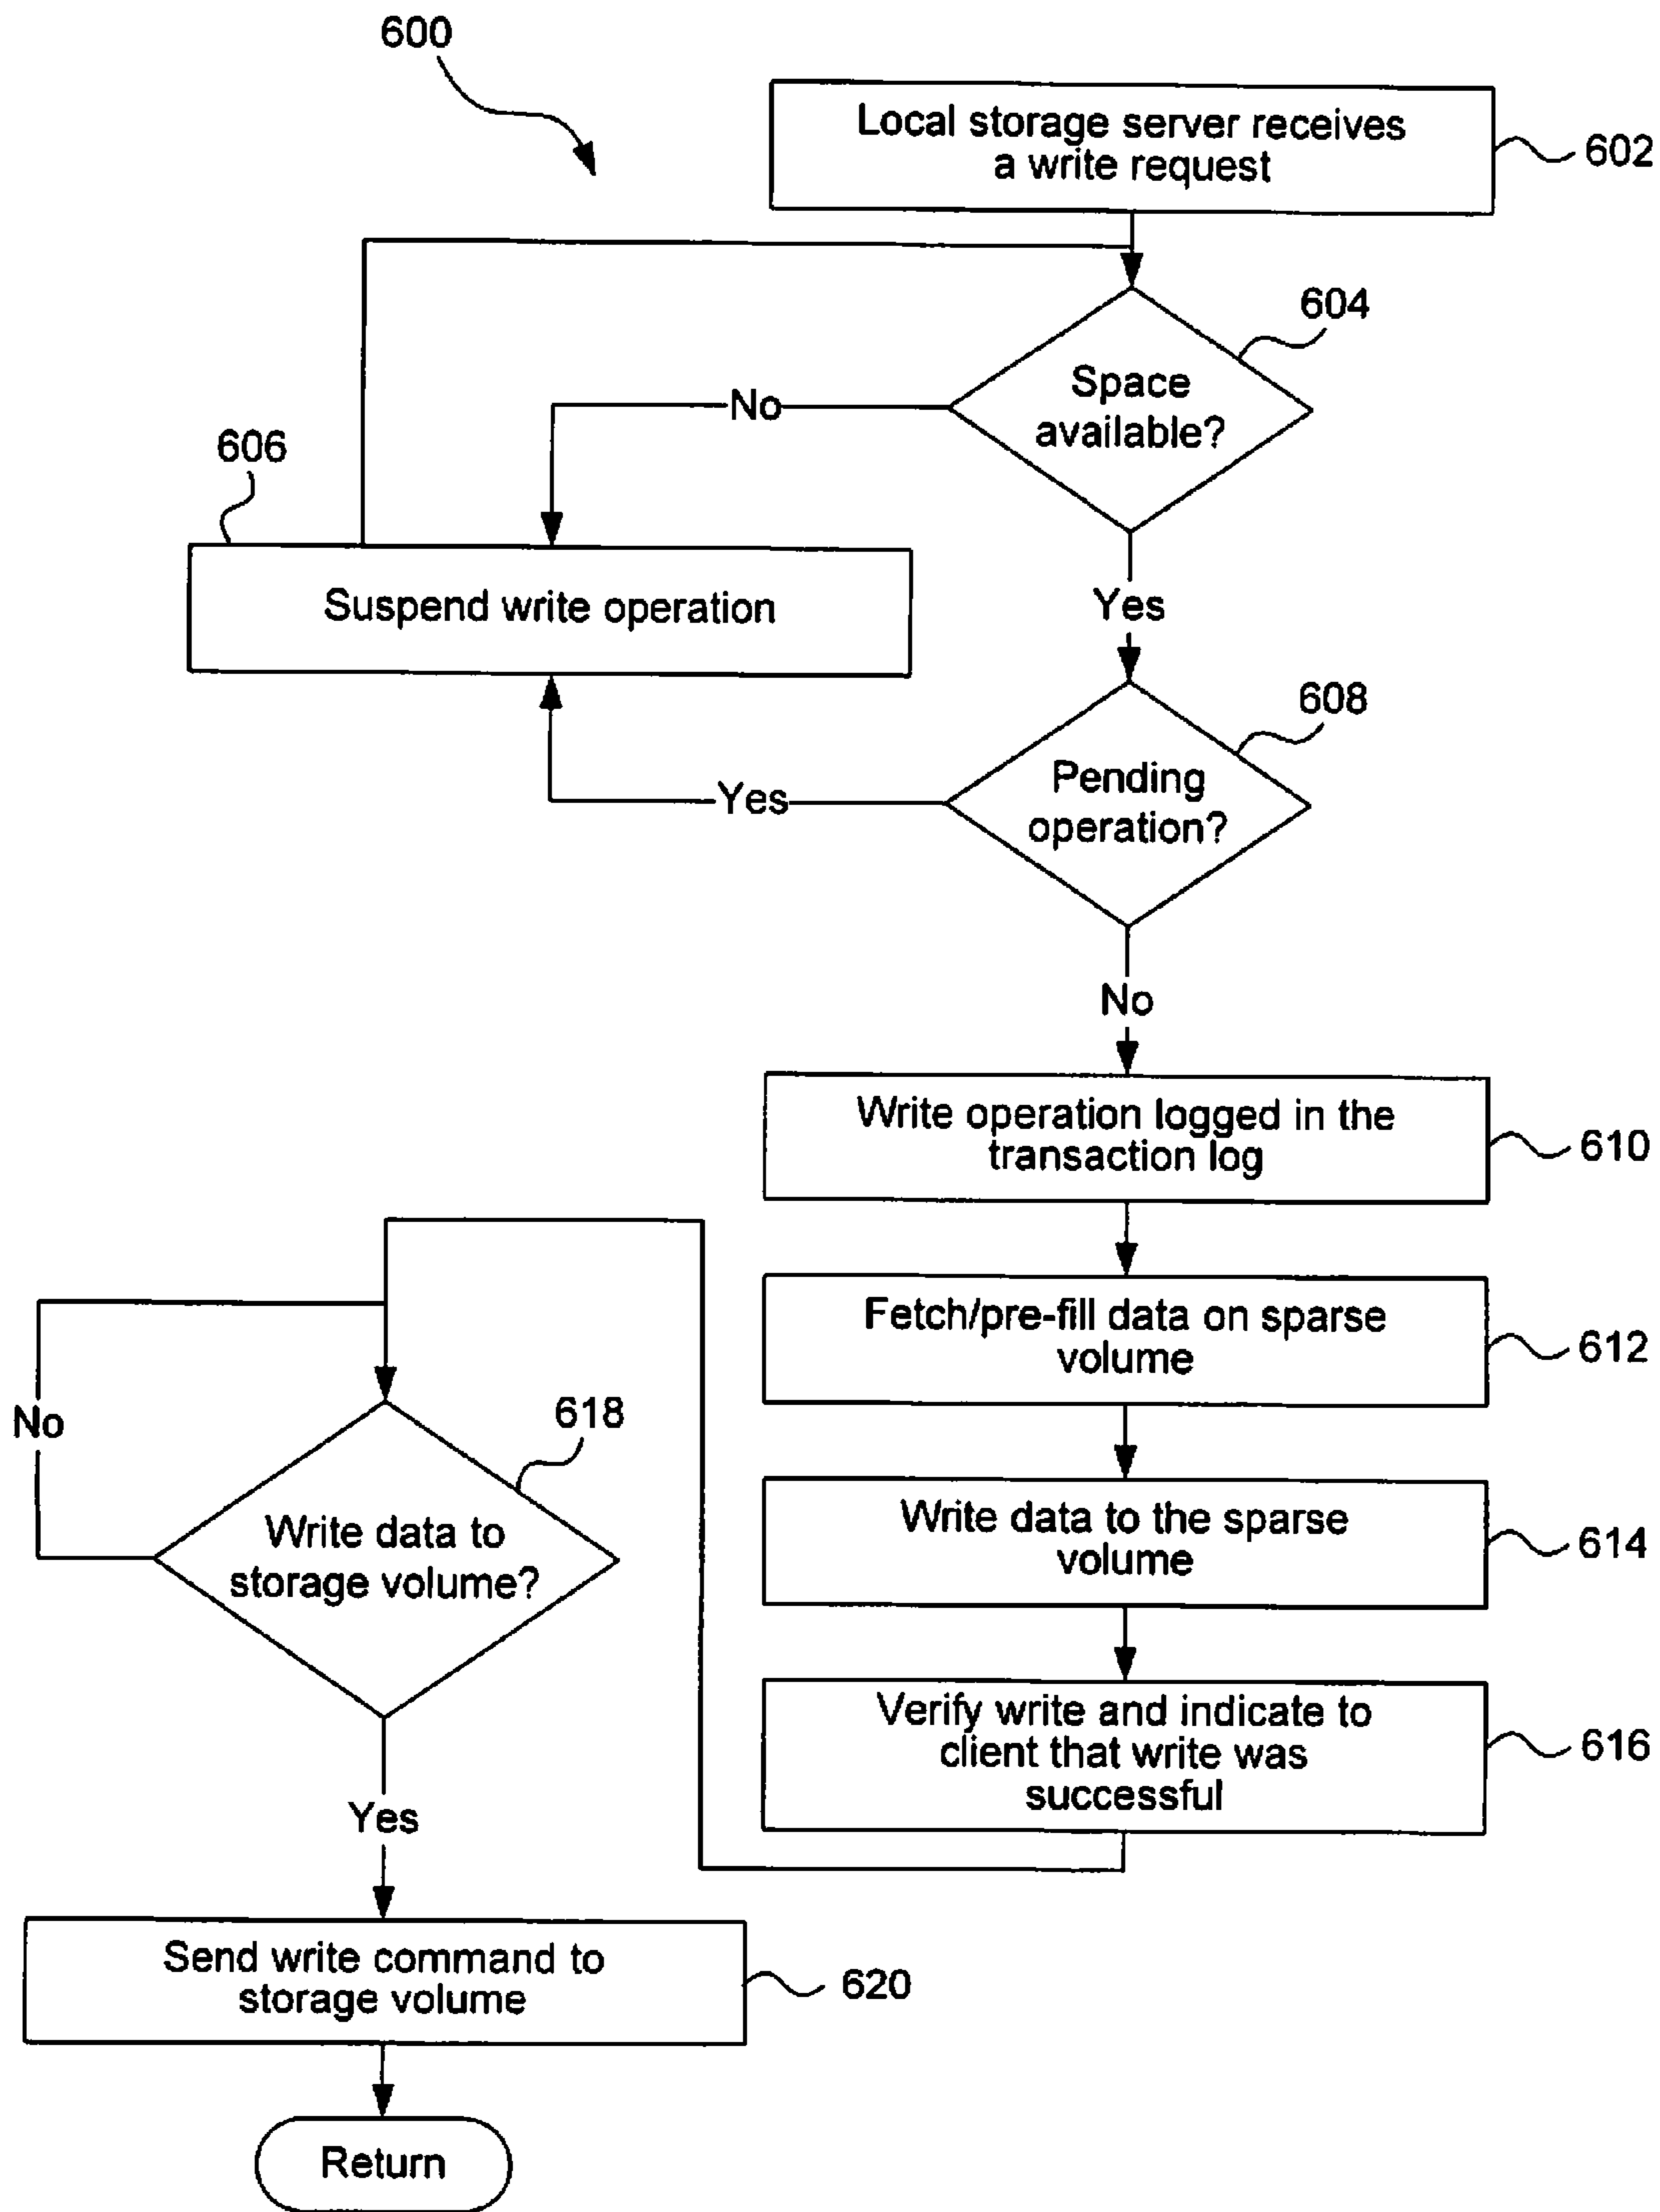 600
Local storage server receives
a write request
602
604
Space
available?
No
606
Suspend write operation
Yes
608
Pending
operation?
Yes
No
Write operation logged in the
transaction log
610
Fetch/pre-fill data on sparse
volume
612
Write data to the sparse
volume
614
Verify write and indicate to
client that write was
successful
616
No
618
Write data to
storage volume?
Yes
Send write command to
storage volume
620
Return